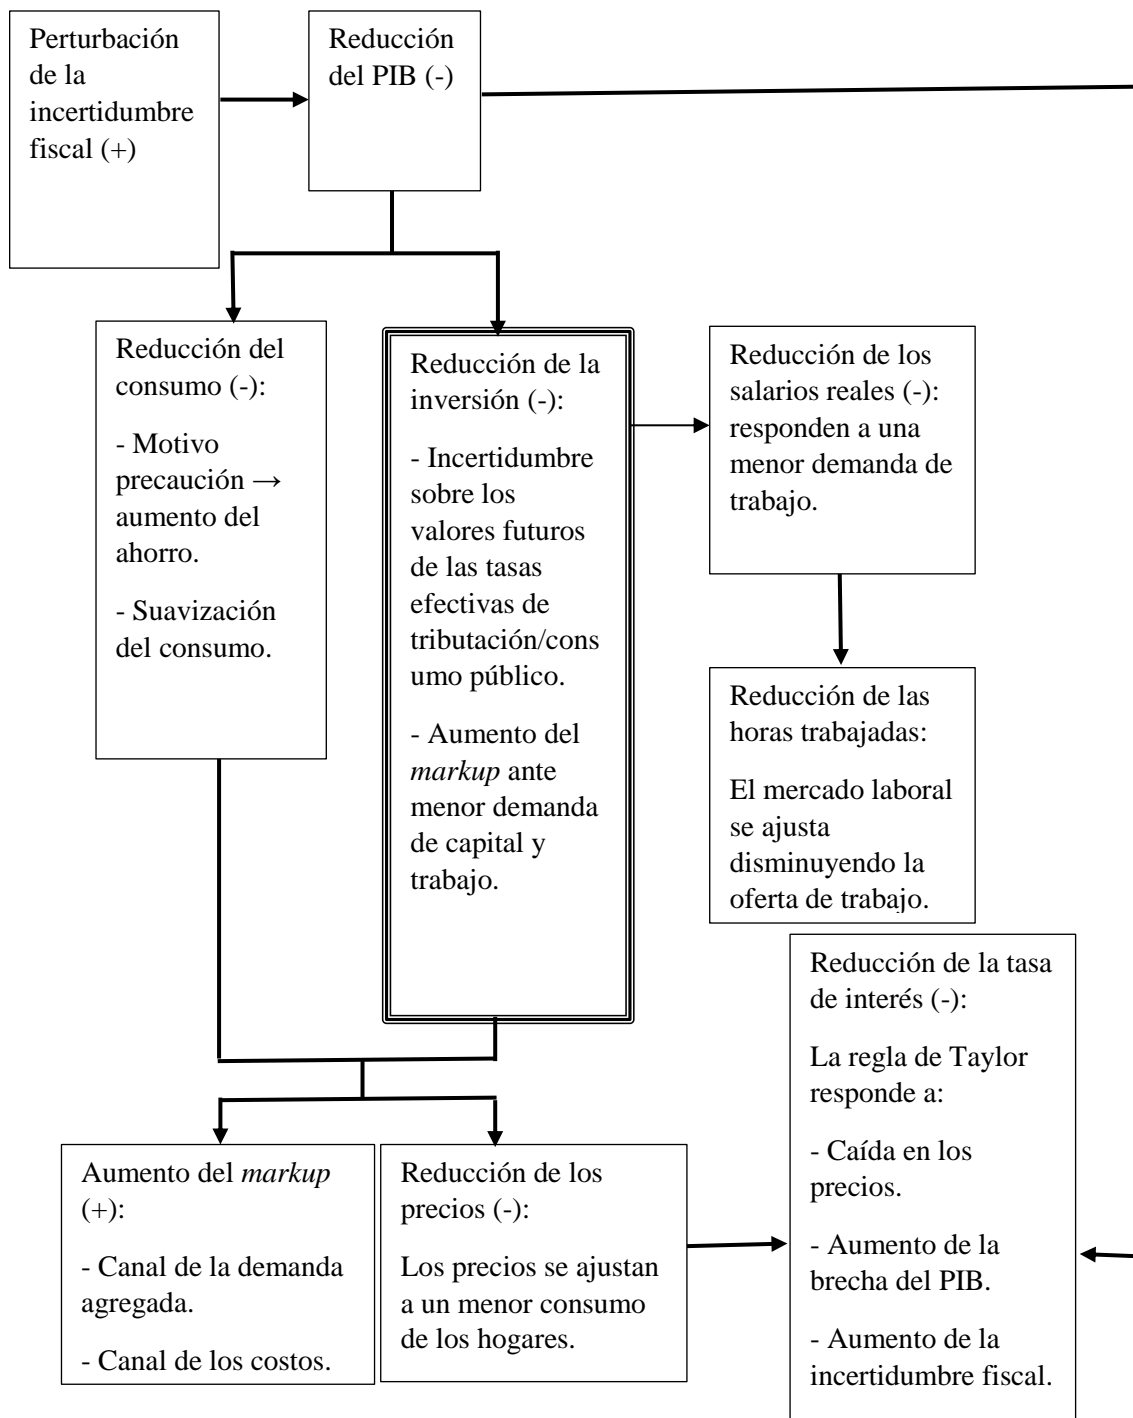 Perturbación
de la
incertidumbre
fiscal (+)
Reducción
del PIB (-)
Reducción del
consumo (-):
- Motivo
precaución →
aumento del
ahorro.
- Suavización
del consumo.
Reducción de la
inversión (-):
- Incertidumbre
sobre los
valores futuros
de las tasas
efectivas de
tributación/cons
umo público.
- Aumento del
markup ante
menor demanda
de capital y
trabajo.
Reducción de los
salarios reales (-):
responden a una
menor demanda de
trabajo.
Reducción de las
horas trabajadas:
El mercado laboral
se ajusta
disminuyendo la
oferta de trabajo.
Aumento del markup
(+):
- Canal de la demanda
agregada.
- Canal de los costos.
Reducción de los
precios (-):
Los precios se ajustan
a un menor consumo
de los hogares.
Reducción de la tasa
de interés (-):
La regla de Taylor
responde a:
- Caída en los
precios.
- Aumento de la
brecha del PIB.
- Aumento de la
incertidumbre fiscal.